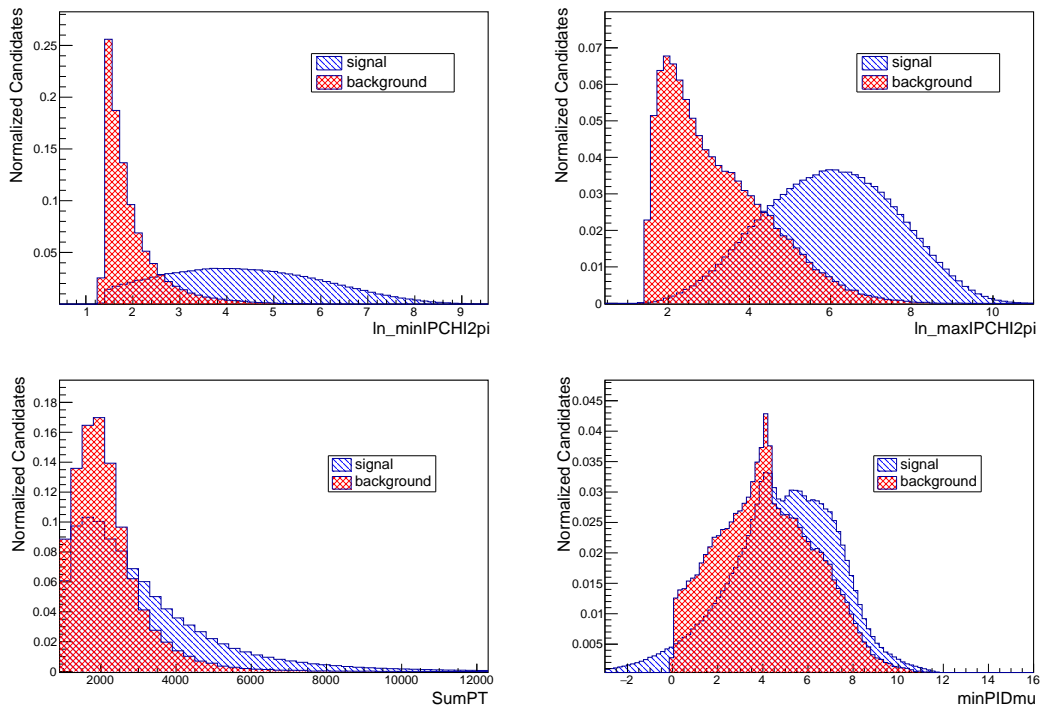 Normalized Candidates
0.25
0.2
0.15
0.1
0.05
signal
background
1 2 3 4 5 6 7 8 9
ln_minIPCHI2pi
Normalized Candidates
0.07
0.06
0.05
0.04
0.03
0.02
0.01
0
signal
background
2 4 6 8 10
ln_maxIPCHI2pi
Normalized Candidates
0.18
0.16
0.14
0.12
0.1
0.08
0.06
0.04
0.02
0
signal
background
2000 4000 6000 8000 10000 12000
SumPT
Normalized Candidates
0.045
0.04
0.035
0.03
0.025
0.02
0.015
0.01
0.005
signal
background
−2 0 2 4 6 8 10 12 14 16
minPIDmu